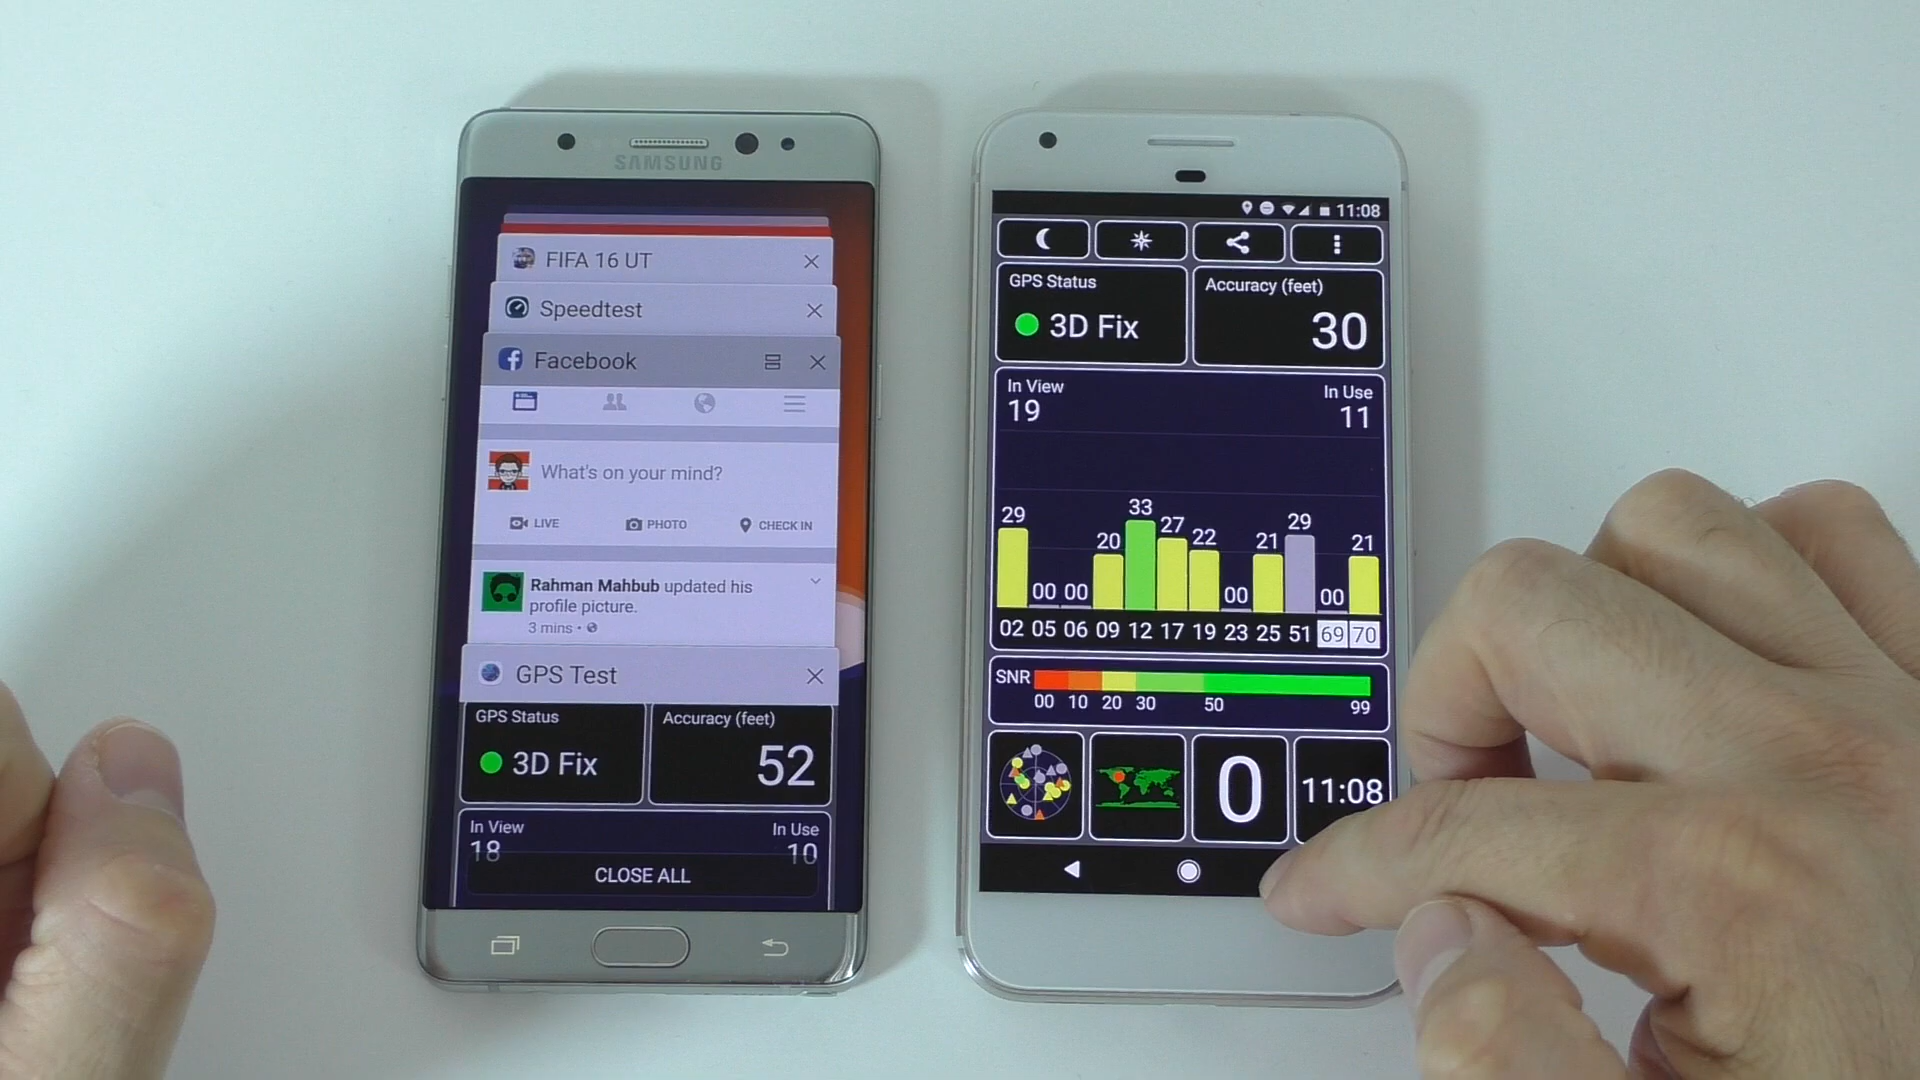 SAMSUNG
FIFA 16 UT
Speedtest
Facebook
What's on your mind?
LIVE PHOTO CHECK IN
Rahman Mahbub updated his
profile picture.
3 mins
GPS Test
GPS Status Accuracy (feet)
3D Fix 52
In View In Use
18 10
CLOSE ALL
11:08
GPS Status Accuracy (feet)
3D Fix 30
In View In Use
19 11
29 00 00 20 33 27 22 00 21 29 00 21
02 05 06 09 12 17 19 23 25 51 69 70
SNR
00 10 20 30 50 99
0 11:08